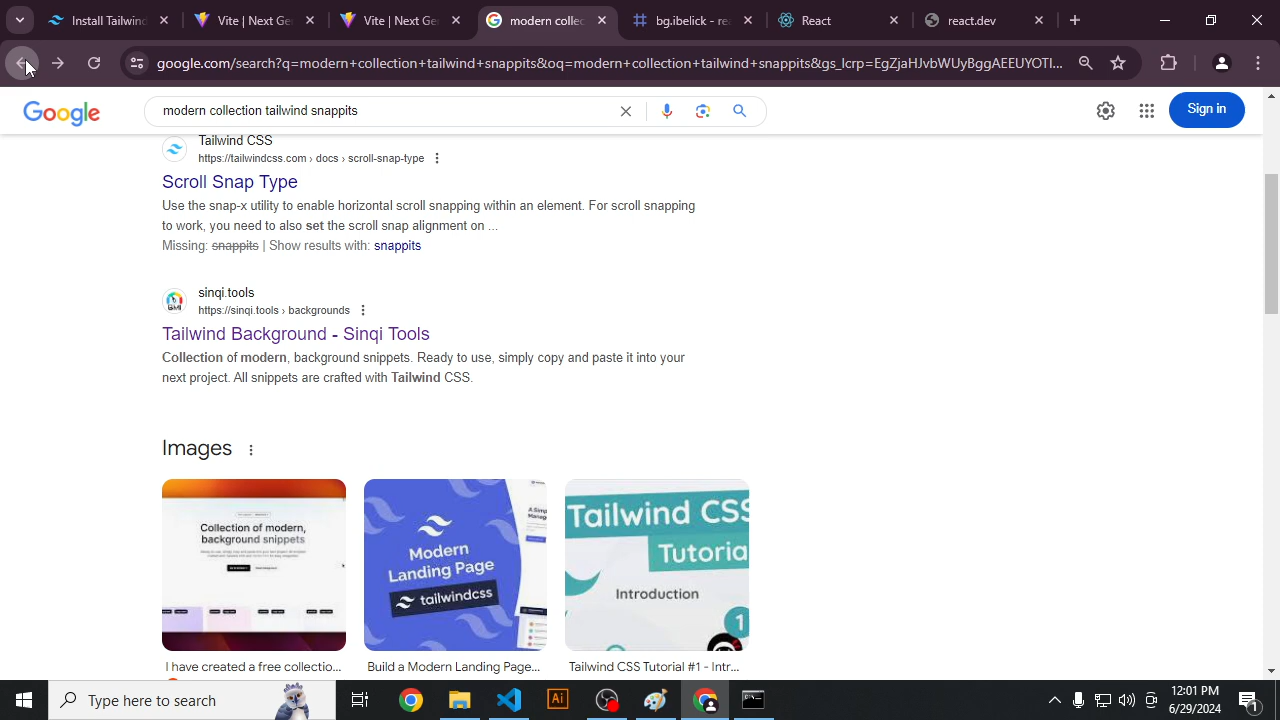 Install Tailwind
Vite | Next Ge
Vite | Next Ge
modern collec
bg.ibelick - rea
React
react.dev
google.com/search?q=modern+collection+tailwind+snappits&oq=modern+collection+tailwind+snappits&gs_lcrp=EgZjaHJvbWUyBggAEEUYOTI...
Google
modern collection tailwind snappits
Sign in
Tailwind CSS
https://tailwindcss.com › docs › scroll-snap-type
Scroll Snap Type
Use the snap-x utility to enable horizontal scroll snapping within an element. For scroll snapping
to work, you need to also set the scroll snap alignment on ...
Missing: snappits | Show results with: snappits
sinqi.tools
https://sinqi.tools › backgrounds
Tailwind Background - Sinqi Tools
Collection of modern, background snippets. Ready to use, simply copy and paste it into your
next project. All snippets are crafted with Tailwind CSS.
Images
Collection of modern,
background snippets
Modern
Landing Page
tailwindcss
Tailwind CSS
Tutoria
Introduction
1
I have created a free collectio...
Build a Modern Landing Page...
Tailwind CSS Tutorial #1 - Intr...
Type here to search
1:01 PM
6/29/2024
1